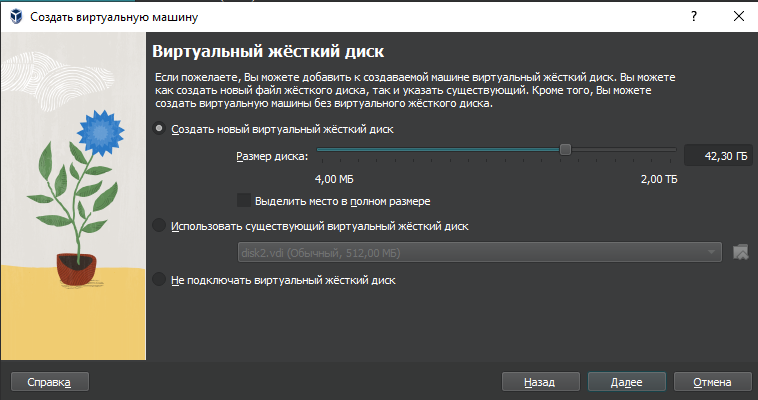 Создать виртуальную машину
?
Виртуальный жёсткий диск
Если пожелаете, Вы можете добавить к создаваемой машине виртуальный жёсткий диск. Вы можете
как создать новый файл жёсткого диска, так и указать существующий. Кроме того, Вы можете
создать виртуальную машины без виртуального жёсткого диска.
Создать новый виртуальный жёсткий диск
Размер диска:
42,30 ГБ
4,00 МБ
2,00 ТБ
Выделить место в полном размере
Использовать существующий виртуальный жёсткий диск
disk2.vdi (Обычный, 512,00 МБ)
Не подключать виртуальный жёсткий диск
Справка
Назад
Далее
Отмена